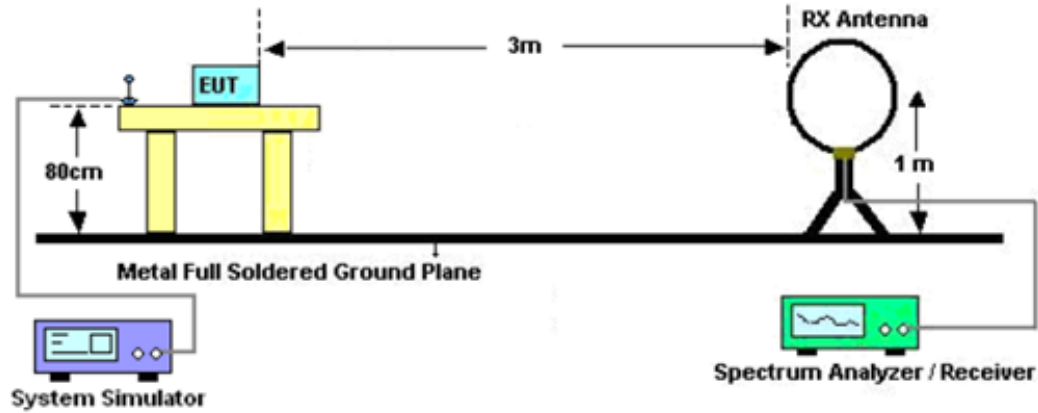 RX Antenna
3m
EUT
80cm
1 m
Metal Full Soldered Ground Plane
System Simulator
Spectrum Analyzer / Receiver